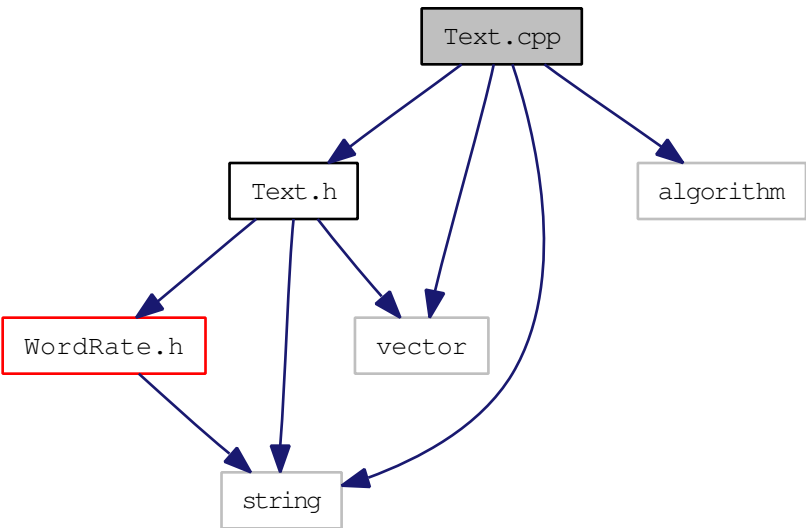 Text.cpp
Text.h
algorithm
WordRate.h
vector
string